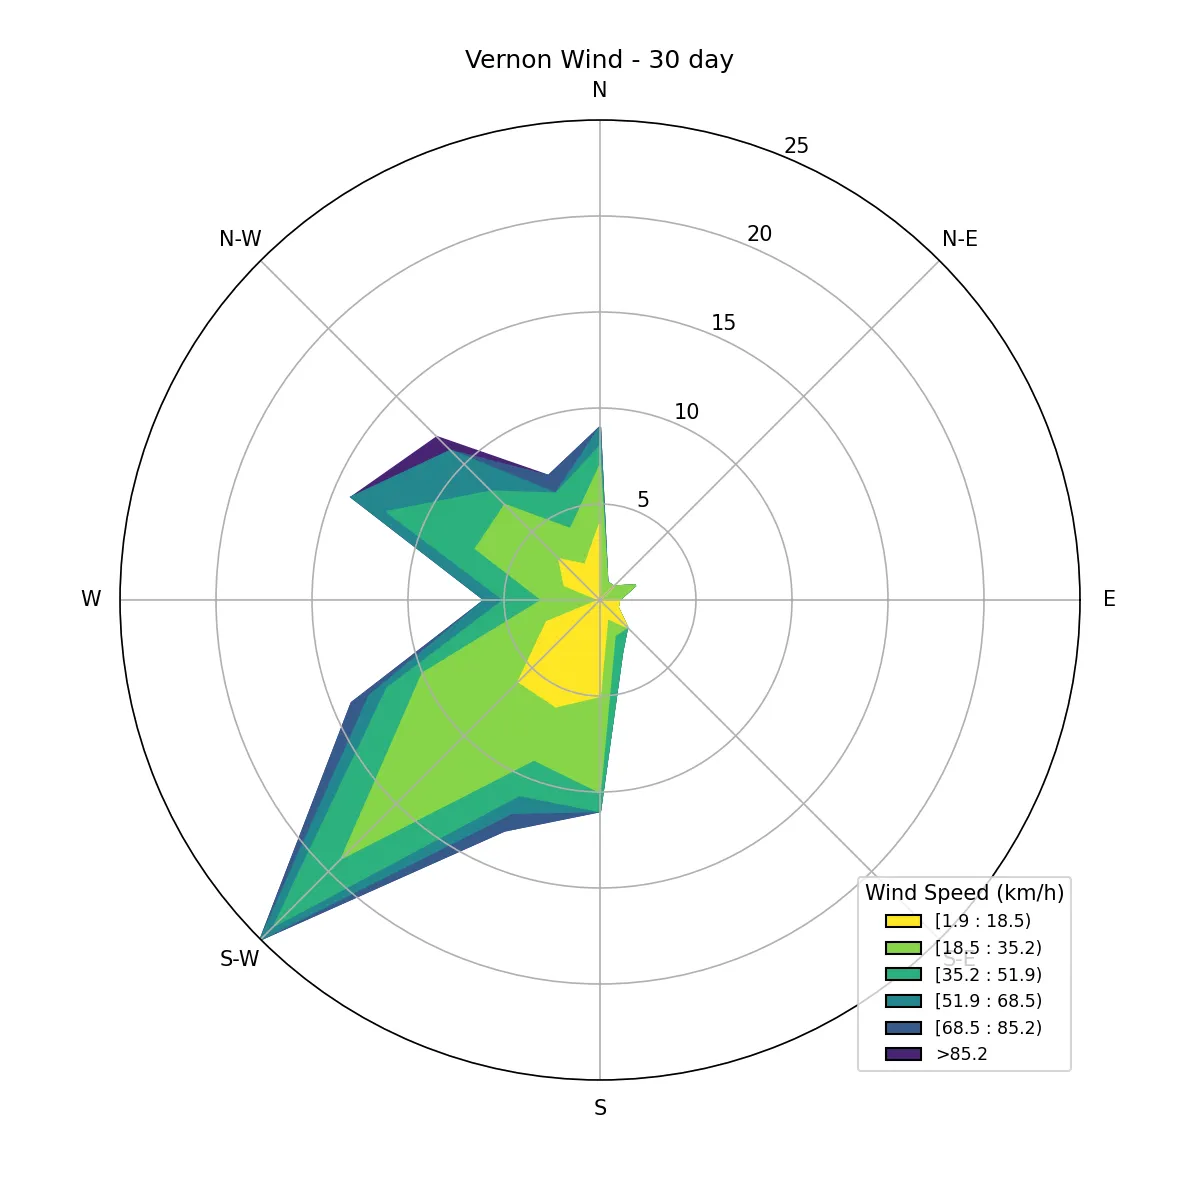 Vernon Wind - 30 day
N
25
N-W
N-E
20
15
10
5
W
E
S-W
S-E
S
Wind Speed (km/h)
[1.9 : 18.5)
[18.5 : 35.2)
[35.2 : 51.9)
[51.9 : 68.5)
[68.5 : 85.2)
>85.2